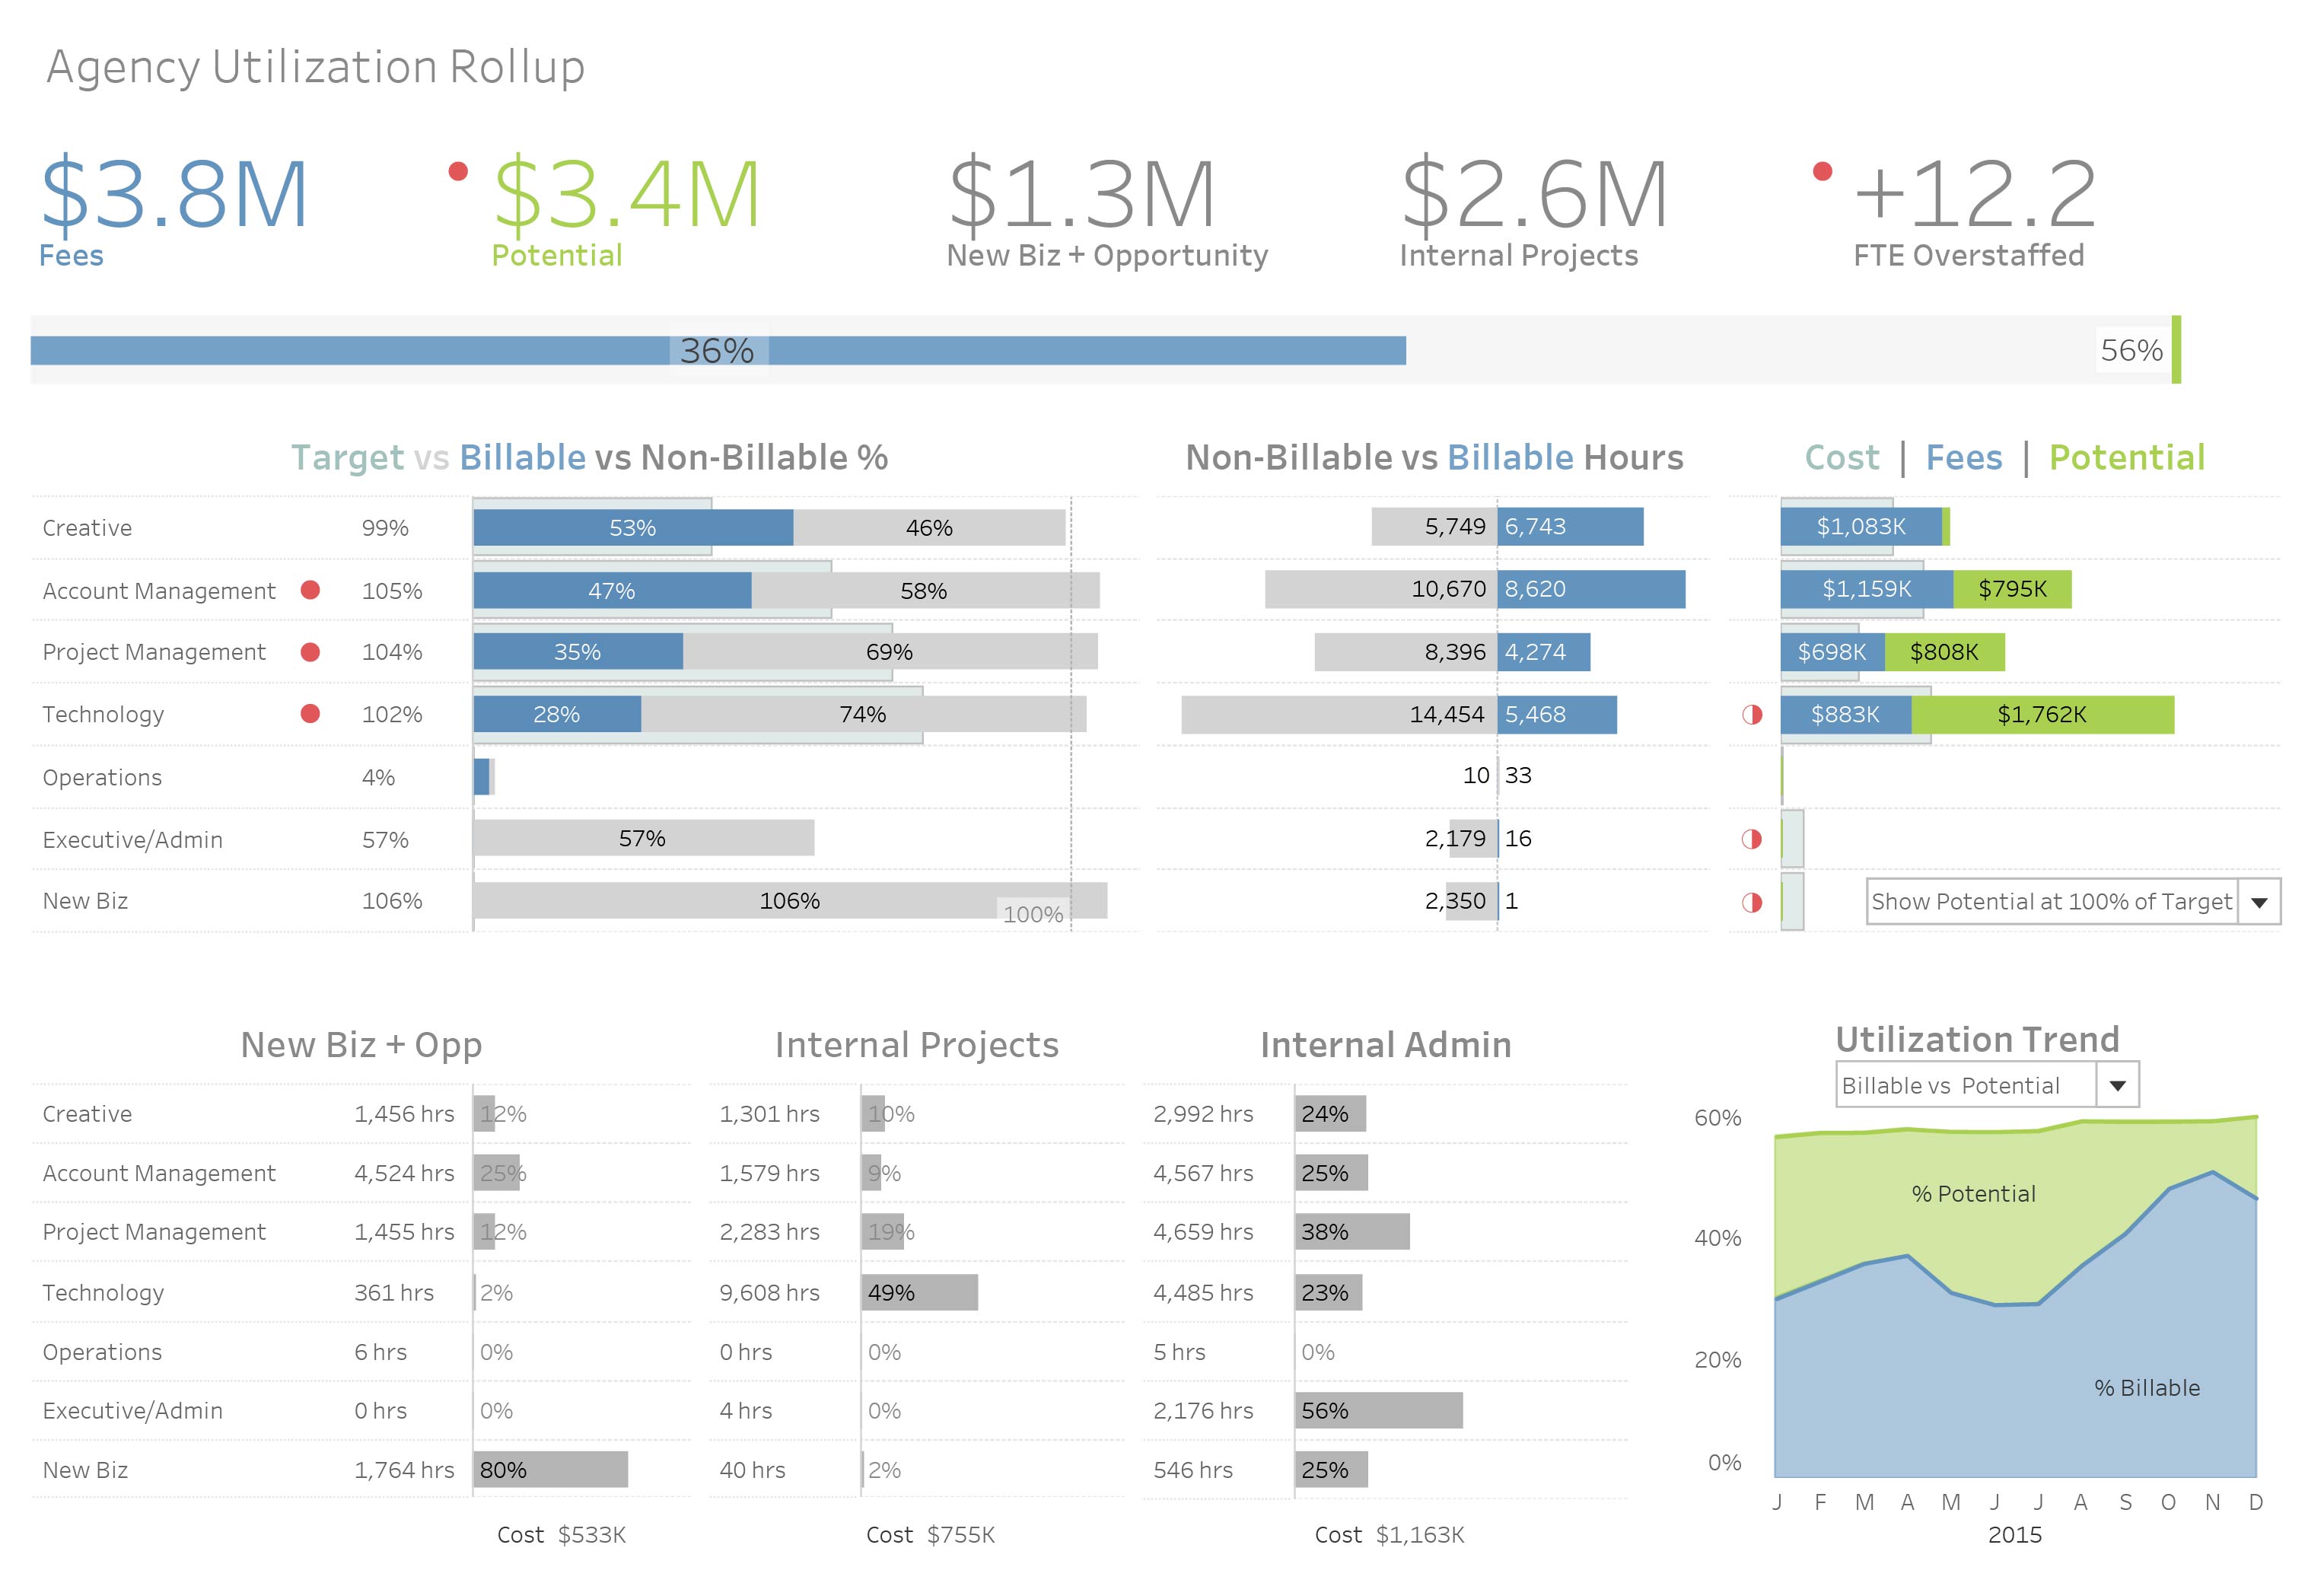 Agency Utilization Rollup
$3.8M $3.4M $1.3M $2.6M +12.2
Fees Potential New Biz + Opportunity Internal Projects FTE Overstaffed
36% 56%
Target vs Billable vs Non-Billable % Non-Billable vs Billable Hours Cost | Fees | Potential
Creative 99% 53% 46% 5,749 6,743 $1,083K
Account Management 105% 47% 58% 10,670 8,620 $1,159K $795K
Project Management 104% 35% 69% 8,396 4,274 $698K $808K
Technology 102% 28% 74% 14,454 5,468 $883K $1,762K
Operations 4% 10 33
Executive/Admin 57% 57% 2,179 16
New Biz 106% 106% 100% 2,350 1 Show Potential at 100% of Target
New Biz + Opp Internal Projects Internal Admin
Creative 1,456 hrs 12% 1,301 hrs 10% 2,992 hrs 24%
Account Management 4,524 hrs 25% 1,579 hrs 9% 4,567 hrs 25%
Project Management 1,455 hrs 12% 2,283 hrs 19% 4,659 hrs 38%
Technology 361 hrs 2% 9,608 hrs 49% 4,485 hrs 23%
Operations 6 hrs 0% 0 hrs 0% 5 hrs 0%
Executive/Admin 0 hrs 0% 4 hrs 0% 2,176 hrs 56%
New Biz 1,764 hrs 80% 40 hrs 2% 546 hrs 25%
Cost $533K Cost $755K Cost $1,163K
Utilization Trend
Billable vs Potential
60%
% Potential
40%
20%
% Billable
0%
J F M A M J J A S O N D
2015